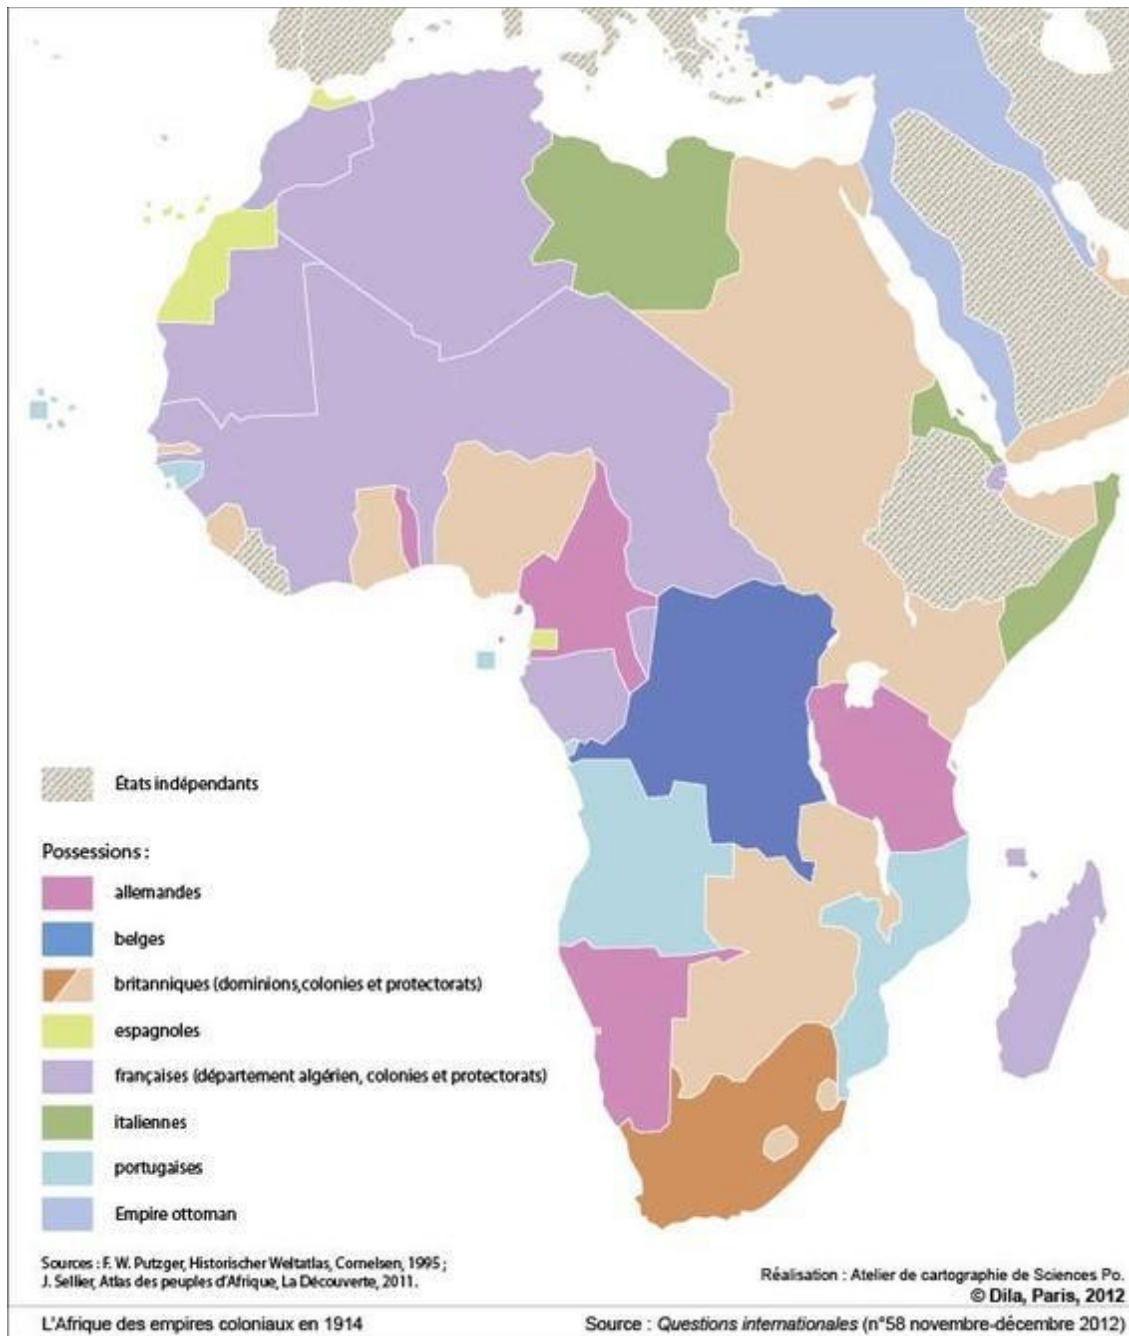 États indépendants
Possessions :
allemandes
belges
britanniques (dominions,colonies et protectorats)
espagnoles
françaises (département algérien, colonies et protectorats)
italiennes
portugaises
Empire ottoman
Sources : F. W. Putzger, Historischer Weltatlas, Cornelsen, 1995 ;
J. Sellier, Atlas des peuples d'Afrique, La Découverte, 2011.
Réalisation : Atelier de cartographie de Sciences Po.
© Dila, Paris, 2012
L'Afrique des empires coloniaux en 1914
Source : Questions internationales (n°58 novembre-décembre 2012)